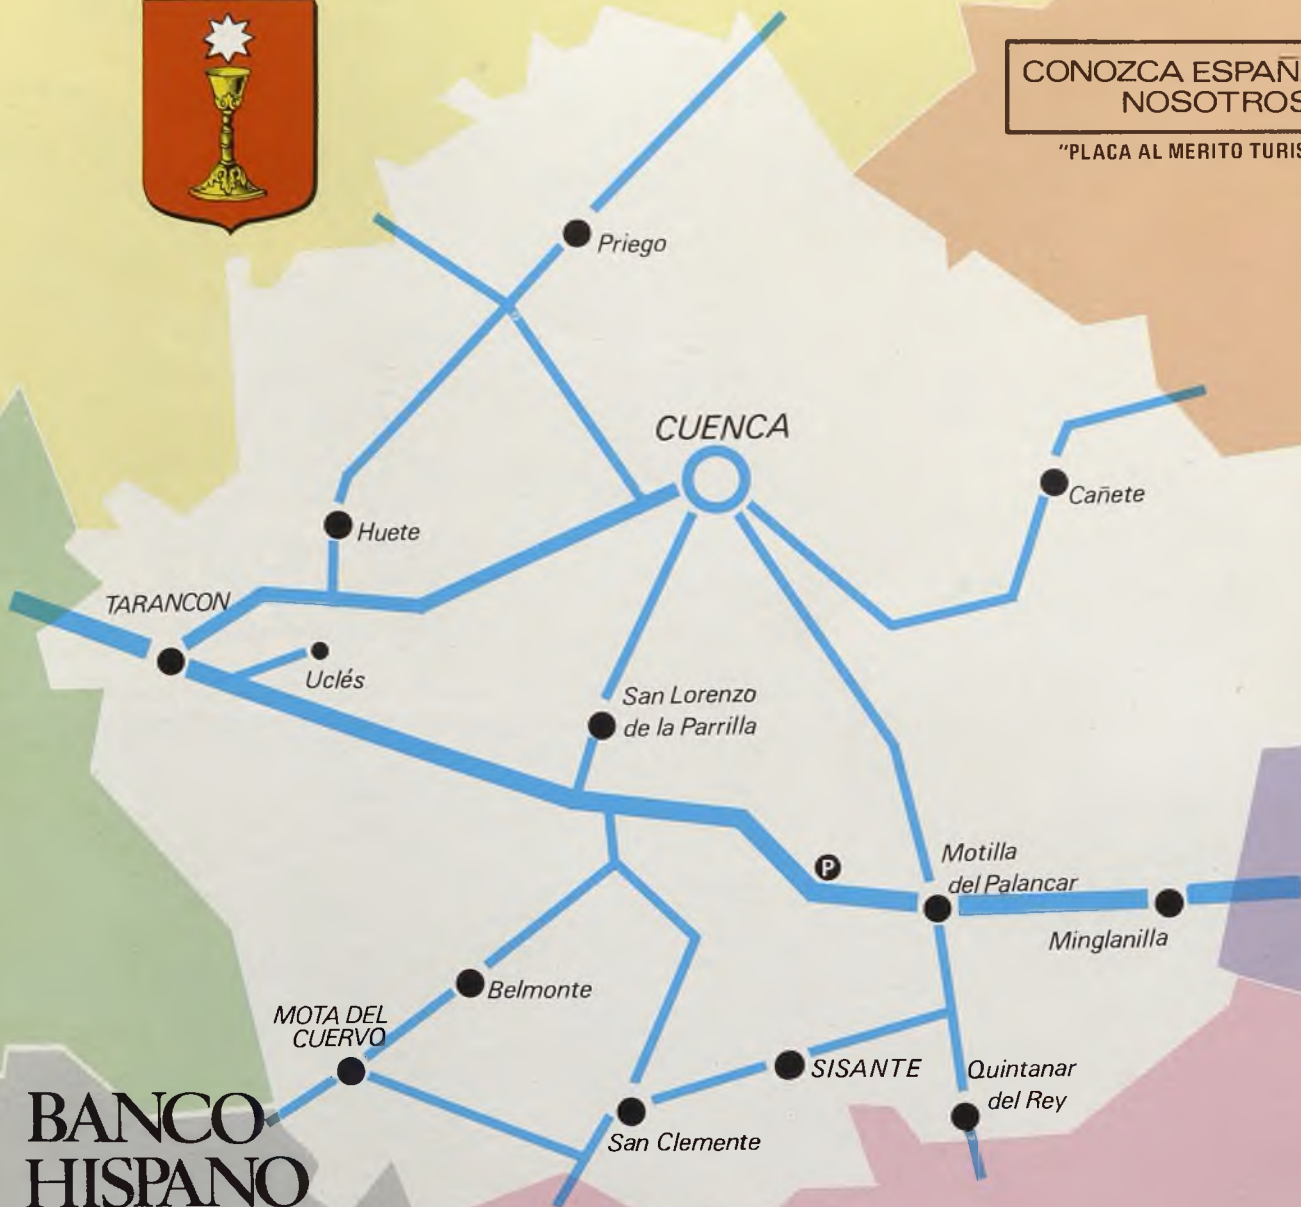 CONOZCA ESPAÑ
NOSOTROS
"PLACA AL MERITO TURIS
Priego
CUENCA
Cañete
Huete
TARANCON
Uclés
San Lorenzo
de la Parrilla
P
Motilla
del Palancar
Minglanilla
Belmonte
MOTA DEL
CUERVO
SISANTE
Quintanar
del Rey
San Clemente
BANCO
HISPANO